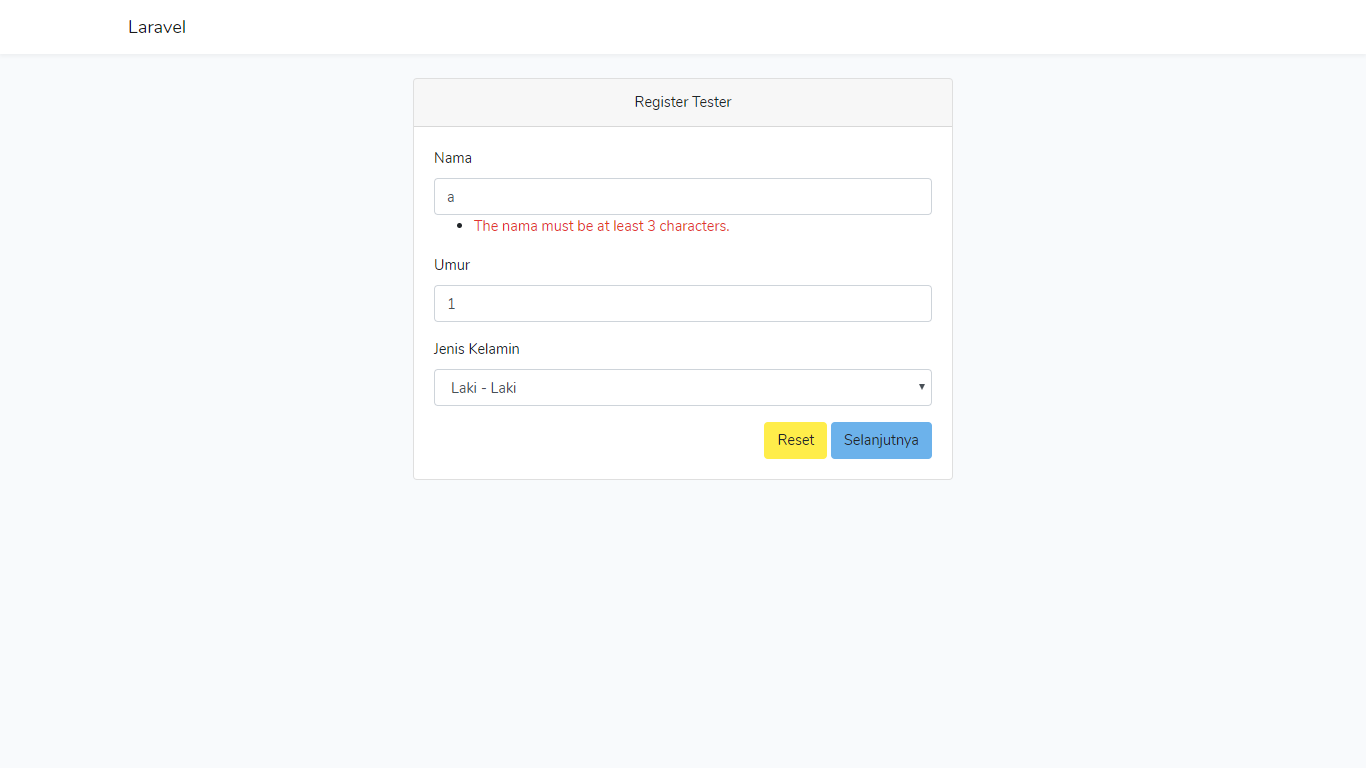 Laravel
Register Tester
Nama
a
The nama must be at least 3 characters.
Umur
1
Jenis Kelamin
Laki - Laki
Reset Selanjutnya